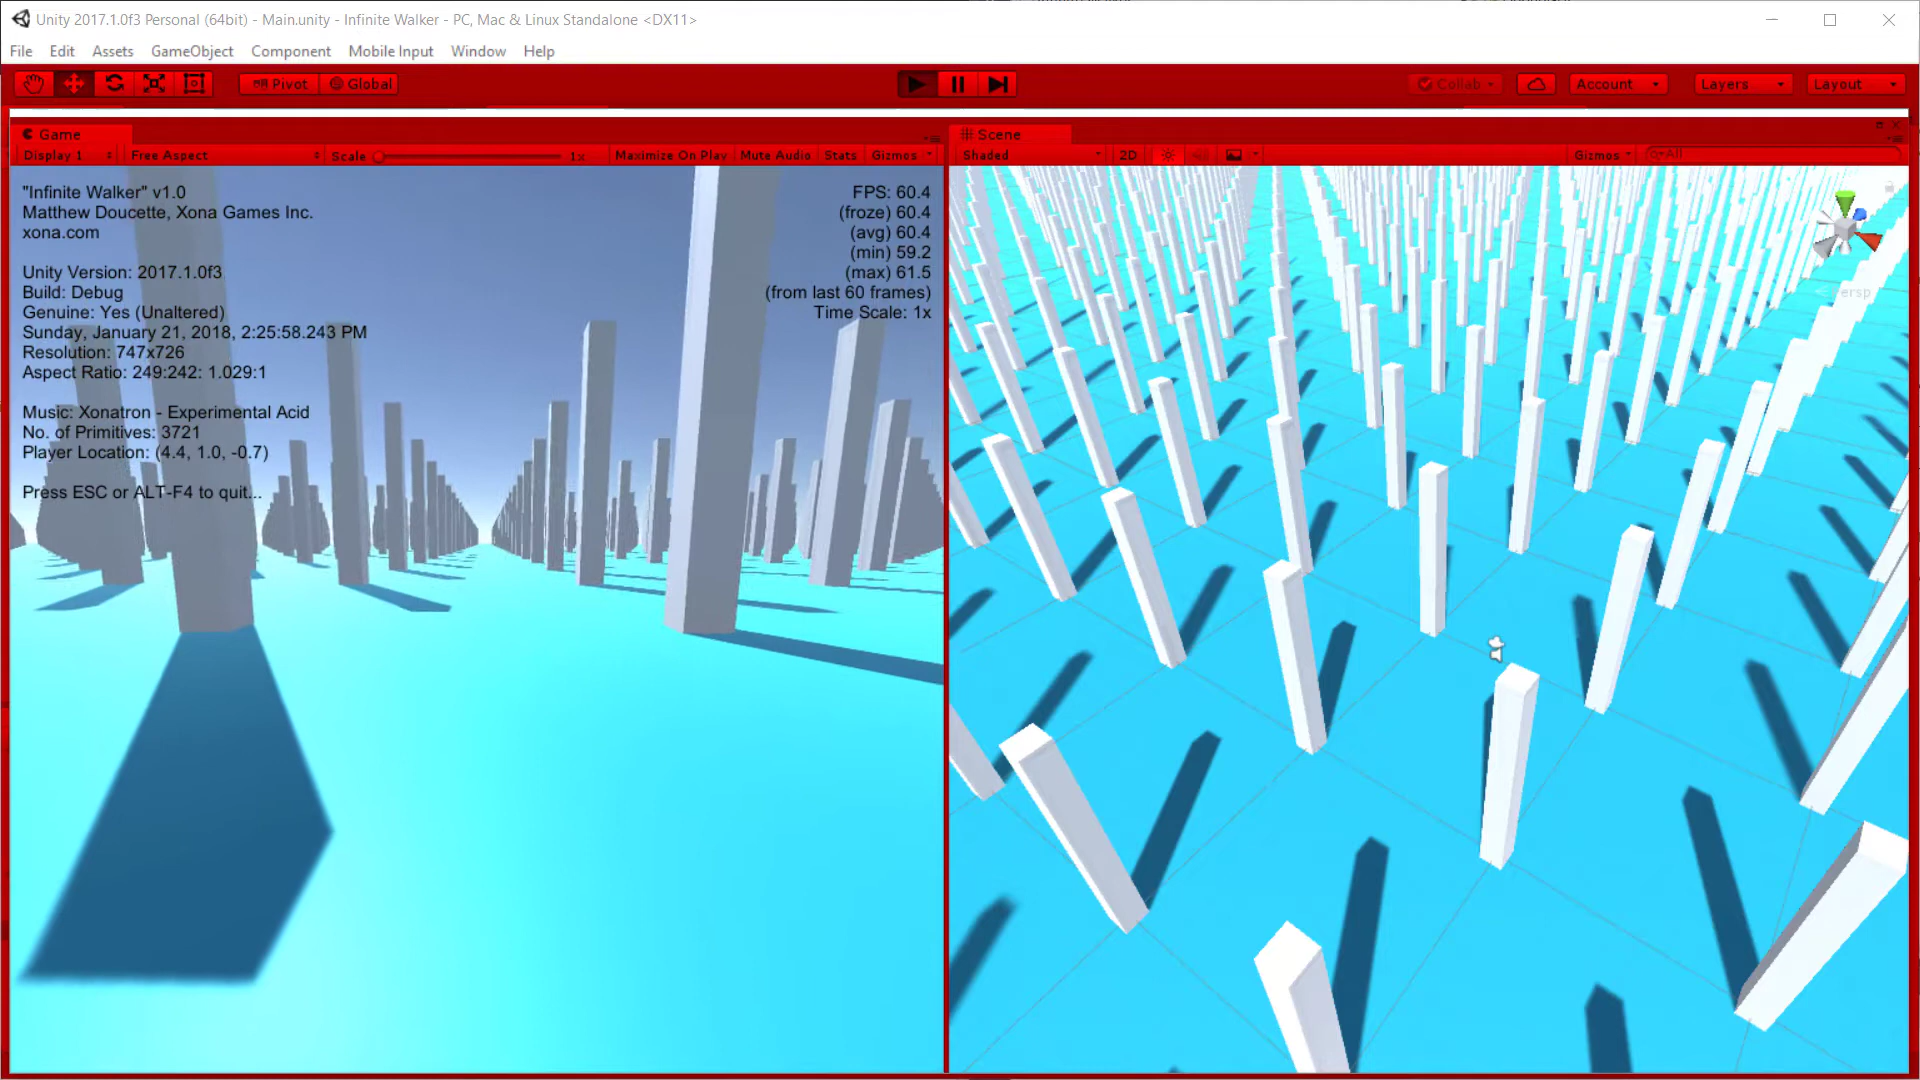 Unity 2017.1.0f3 Personal (64bit) - Main.unity - Infinite Walker - PC, Mac & Linux Standalone <DX11>
File Edit Assets GameObject Component Mobile Input Window Help
Pivot Global Collab Account Layers Layout
Game
Display 1 Free Aspect Scale 1x Maximize On Play Mute Audio Stats Gizmos
"Infinite Walker" v1.0
Matthew Doucette, Xona Games Inc.
xona.com
Unity Version: 2017.1.0f3
Build: Debug
Genuine: Yes (Unaltered)
Sunday, January 21, 2018, 2:25:58.243 PM
Resolution: 747x726
Aspect Ratio: 249:242: 1.029:1
Music: Xonatron - Experimental Acid
No. of Primitives: 3721
Player Location: (4.4, 1.0, -0.7)
Press ESC or ALT-F4 to quit...
FPS: 60.4
(froze) 60.4
(avg) 60.4
(min) 59.2
(max) 61.5
(from last 60 frames)
Time Scale: 1x
Scene
Shaded 2D Gizmos All
Persp